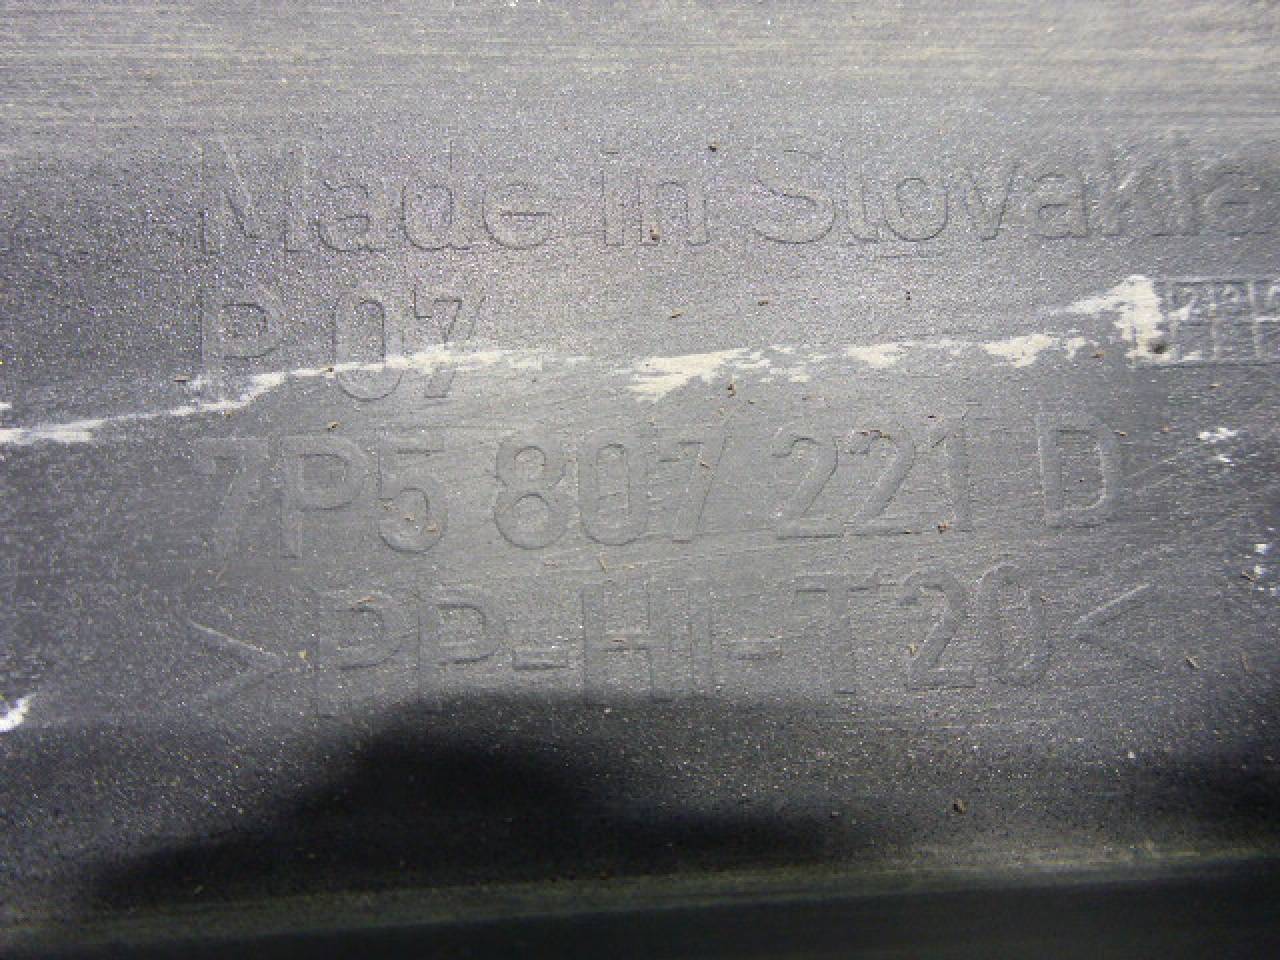 Made in Slovakia
P 07
7P5 807 221 D
>PP-HI-T20<